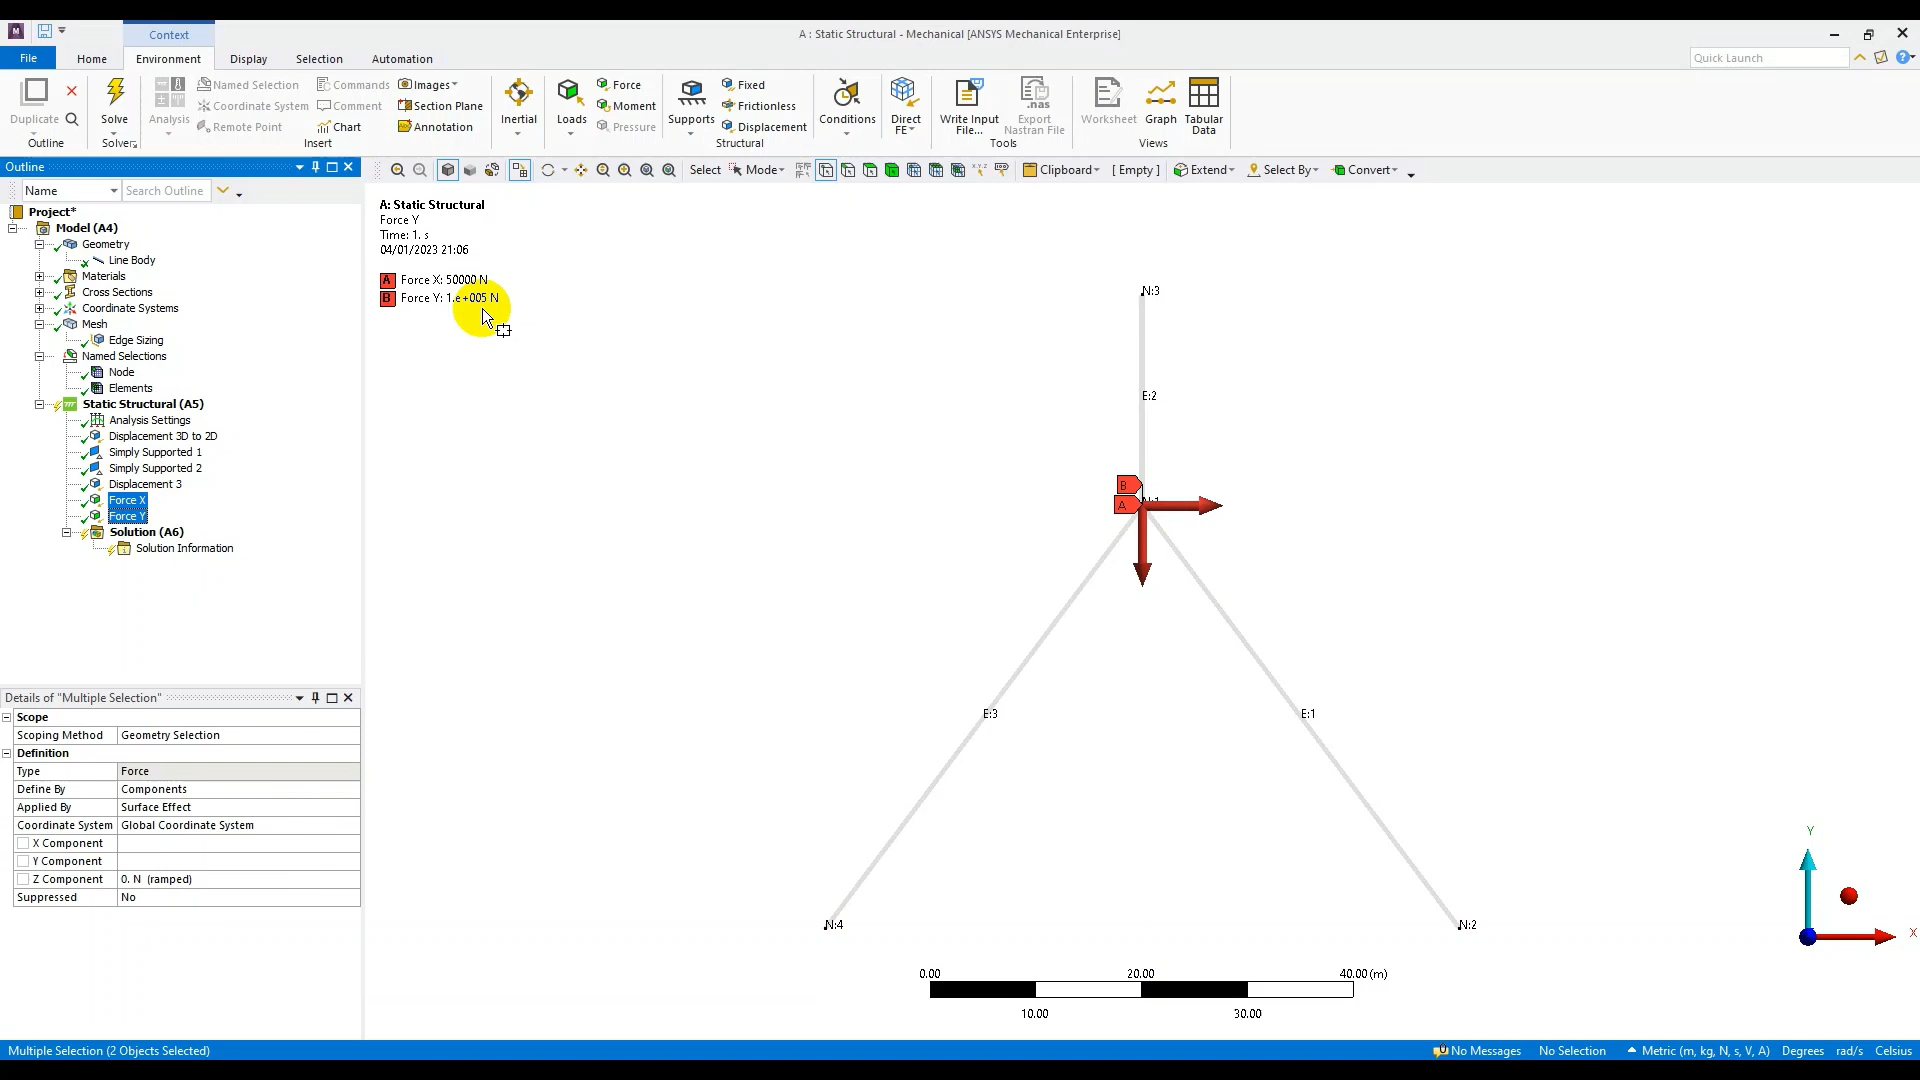 Context
A : Static Structural - Mechanical [ANSYS Mechanical Enterprise]
File
Home
Environment
Display
Selection
Automation
Quick Launch
Duplicate
Outline
Solve
Solver
Analysis
Named Selection
Coordinate System
Remote Point
Commands
Comment
Chart
Images
Section Plane
Annotation
Insert
Inertial
Loads
Force
Moment
Pressure
Supports
Fixed
Frictionless
Displacement
Structural
Conditions
Direct
FE
Write Input
File...
.nas
Export
Nastran File
Tools
Worksheet
Graph
Tabular
Data
Views
Outline
Select
Mode
Clipboard
[ Empty ]
Extend
Select By
Convert
Name
Search Outline
Project*
Model (A4)
Geometry
Line Body
Materials
Cross Sections
Coordinate Systems
Mesh
Edge Sizing
Named Selections
Node
Elements
Static Structural (A5)
Analysis Settings
Displacement 3D to 2D
Simply Supported 1
Simply Supported 2
Displacement 3
Force X
Force Y
Solution (A6)
Solution Information
A: Static Structural
Force Y
Time: 1. s
04/01/2023 21:06
A Force X: 50000 N
B Force Y: 1.e+005 N
N:3
E:2
B
A
E:3
E:1
N:4
N:2
0.00 20.00 40.00 (m)
10.00 30.00
Y
X
Details of "Multiple Selection"
Scope
Scoping Method Geometry Selection
Definition
Type Force
Define By Components
Applied By Surface Effect
Coordinate System Global Coordinate System
X Component
Y Component
Z Component 0. N (ramped)
Suppressed No
Multiple Selection (2 Objects Selected)
No Messages
No Selection
Metric (m, kg, N, s, V, A)
Degrees
rad/s
Celsius